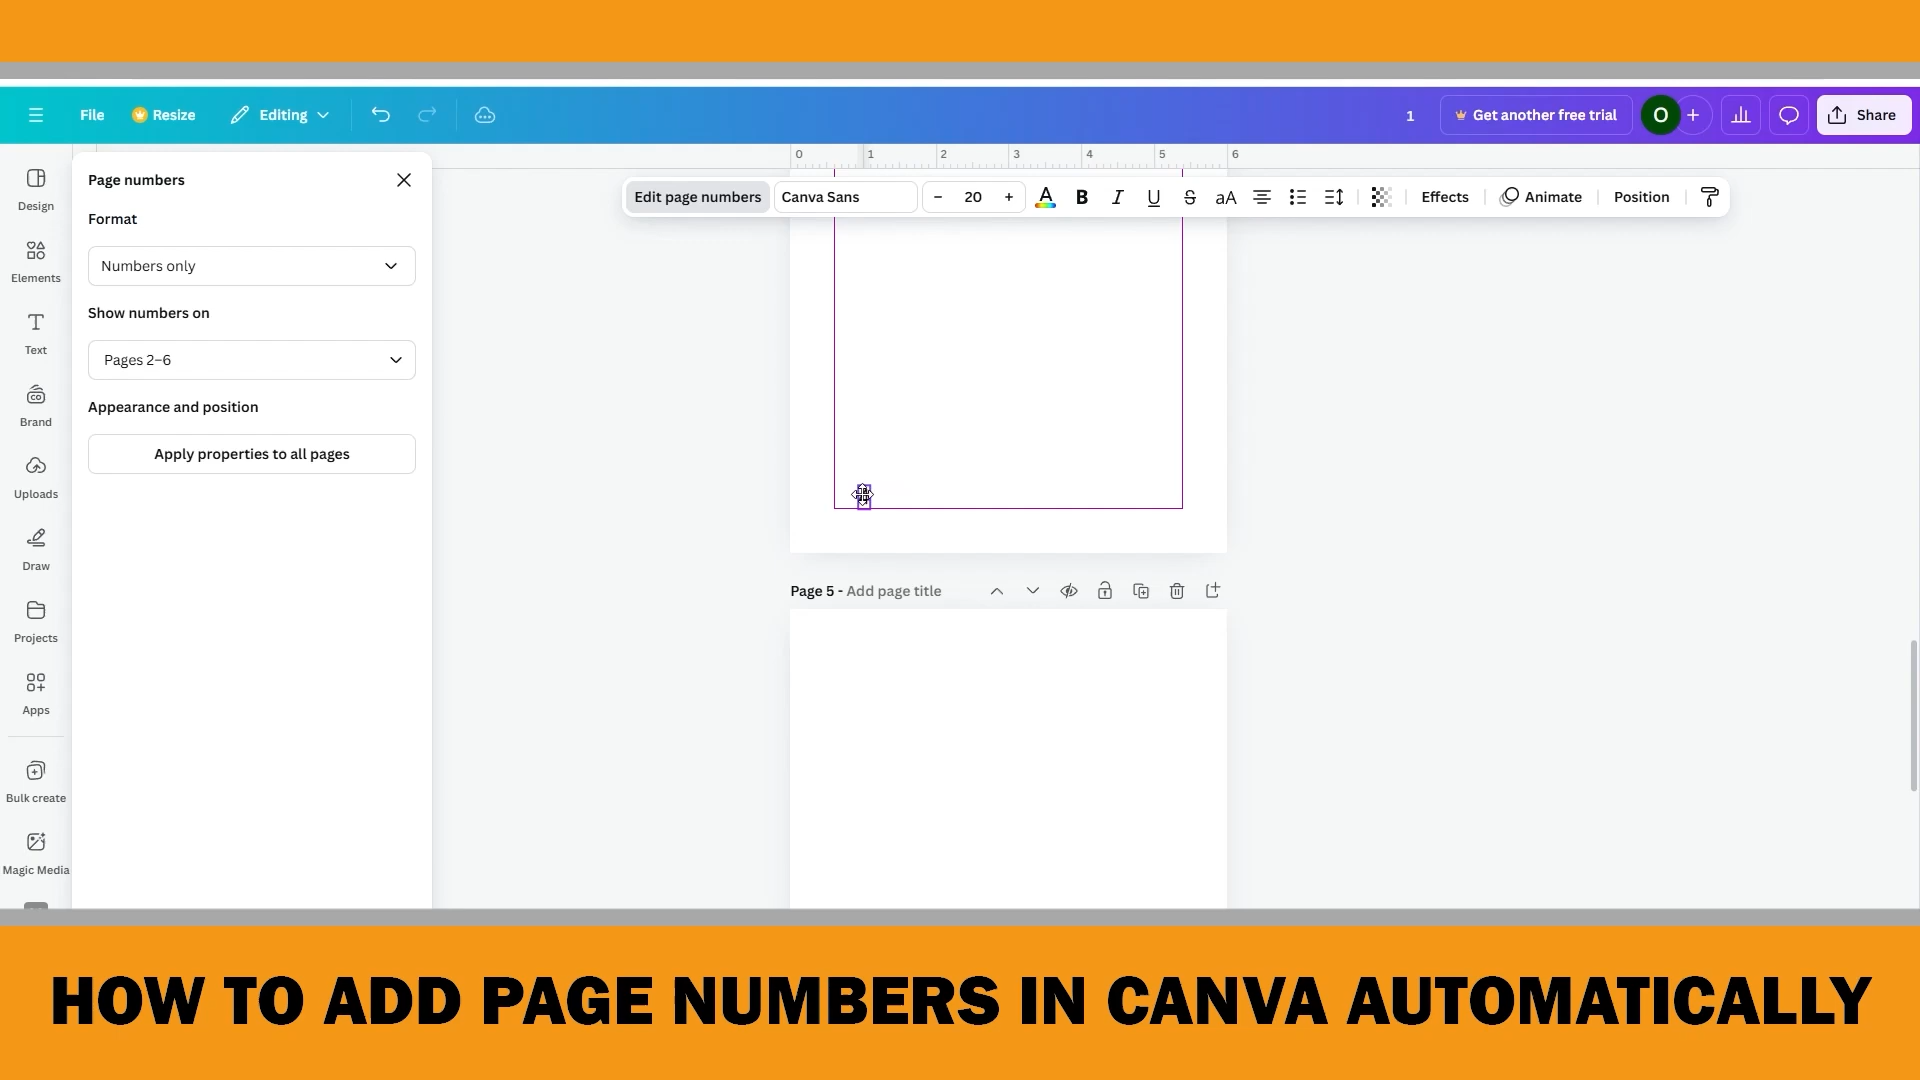 File
Resize
Editing
1
Get another free trial
O
+
Share
Design
Elements
Text
Brand
Uploads
Draw
Projects
Apps
Bulk create
Magic Media
Page numbers
Format
Numbers only
Show numbers on
Pages 2–6
Appearance and position
Apply properties to all pages
0 1 2 3 4 5 6
Edit page numbers Canva Sans – 20 + A B I U S aA Effects Animate Position
Page 5 - Add page title
HOW TO ADD PAGE NUMBERS IN CANVA AUTOMATICALLY